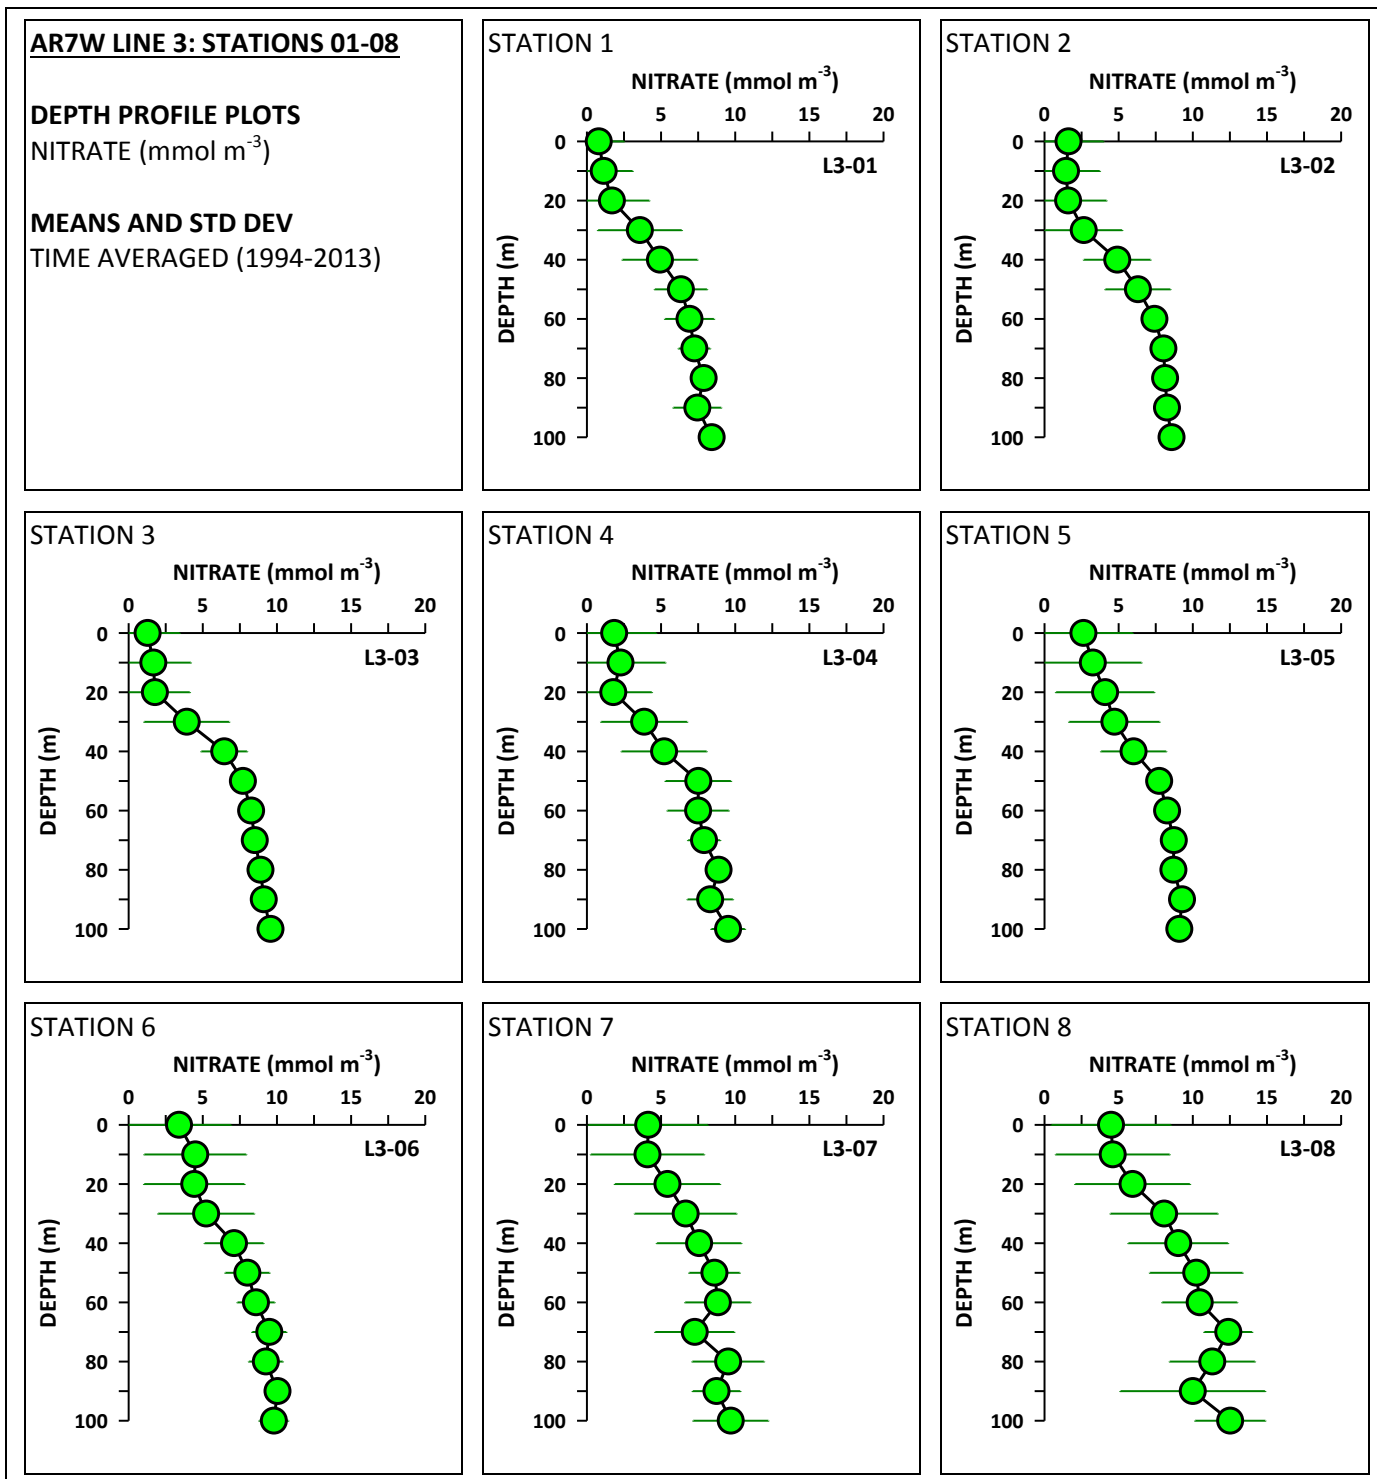 AR7W LINE 3: STATIONS 01-08
DEPTH PROFILE PLOTS
NITRATE (mmol m-3)
MEANS AND STD DEV
TIME AVERAGED (1994-2013)
STATION 1
NITRATE (mmol m-3)
0 5 10 15 20
L3-01
DEPTH (m)
0
20
40
60
80
100
STATION 2
NITRATE (mmol m-3)
0 5 10 15 20
L3-02
DEPTH (m)
0
20
40
60
80
100
STATION 3
NITRATE (mmol m-3)
0 5 10 15 20
L3-03
DEPTH (m)
0
20
40
60
80
100
STATION 4
NITRATE (mmol m-3)
0 5 10 15 20
L3-04
DEPTH (m)
0
20
40
60
80
100
STATION 5
NITRATE (mmol m-3)
0 5 10 15 20
L3-05
DEPTH (m)
0
20
40
60
80
100
STATION 6
NITRATE (mmol m-3)
0 5 10 15 20
L3-06
DEPTH (m)
0
20
40
60
80
100
STATION 7
NITRATE (mmol m-3)
0 5 10 15 20
L3-07
DEPTH (m)
0
20
40
60
80
100
STATION 8
NITRATE (mmol m-3)
0 5 10 15 20
L3-08
DEPTH (m)
0
20
40
60
80
100